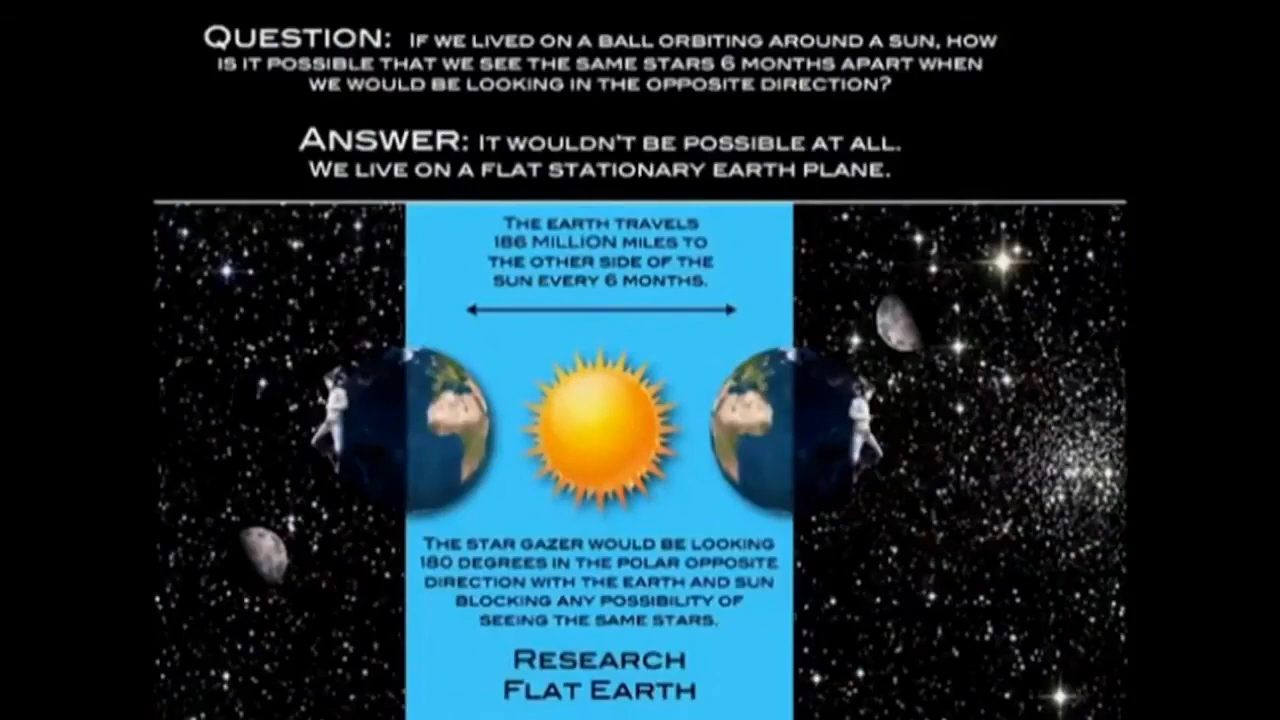 QUESTION: IF WE LIVED ON A BALL ORBITING AROUND A SUN, HOW
IS IT POSSIBLE THAT WE SEE THE SAME STARS 6 MONTHS APART WHEN
WE WOULD BE LOOKING IN THE OPPOSITE DIRECTION?
ANSWER: IT WOULDN'T BE POSSIBLE AT ALL.
WE LIVE ON A FLAT STATIONARY EARTH PLANE.
THE EARTH TRAVELS
186 MILLION MILES TO
THE OTHER SIDE OF THE
SUN EVERY 6 MONTHS.
THE STAR GAZER WOULD BE LOOKING
180 DEGREES IN THE POLAR OPPOSITE
DIRECTION WITH THE EARTH AND SUN
BLOCKING ANY POSSIBILITY OF
SEEING THE SAME STARS.
RESEARCH
FLAT EARTH